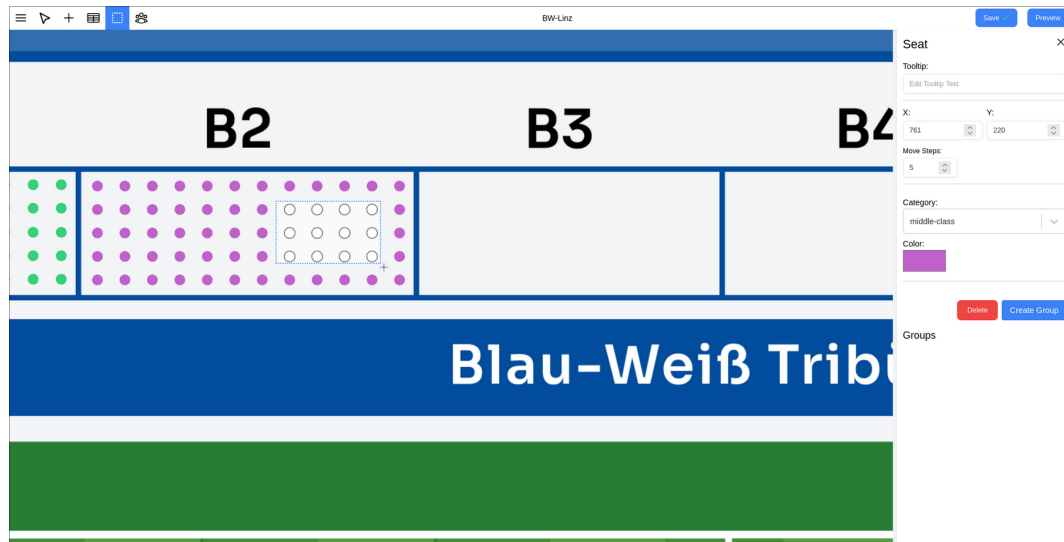 BW-Linz
Save
Preview
Seat
Tooltip:
Edit Tooltip Text
X:
Y:
761
220
Move Steps:
5
Category:
middle-class
Color:
Delete
Create Group
Groups
B2
B3
B4
Blau-Weiß